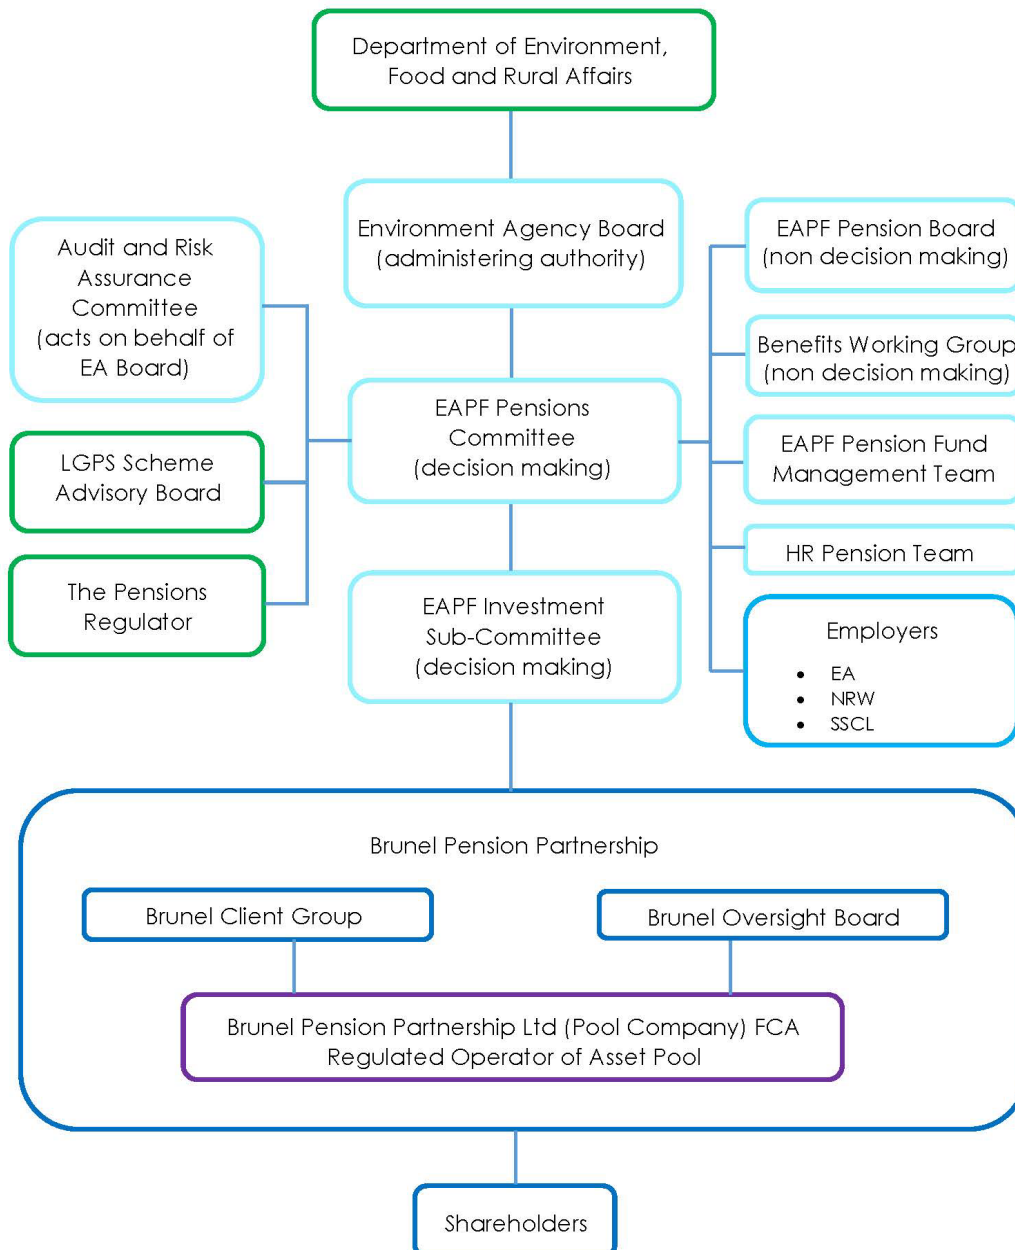 Department of Environment,
Food and Rural Affairs
Environment Agency Board
(administering authority)
Audit and Risk
Assurance
Committee
(acts on behalf of
EA Board)
EAPF Pension Board
(non decision making)
Benefits Working Group
(non decision making)
EAPF Pensions
Committee
(decision making)
LGPS Scheme
Advisory Board
EAPF Pension Fund
Management Team
HR Pension Team
The Pensions
Regulator
EAPF Investment
Sub-Committee
(decision making)
Employers
• EA
• NRW
• SSCL
Brunel Pension Partnership
Brunel Client Group
Brunel Oversight Board
Brunel Pension Partnership Ltd (Pool Company) FCA
Regulated Operator of Asset Pool
Shareholders